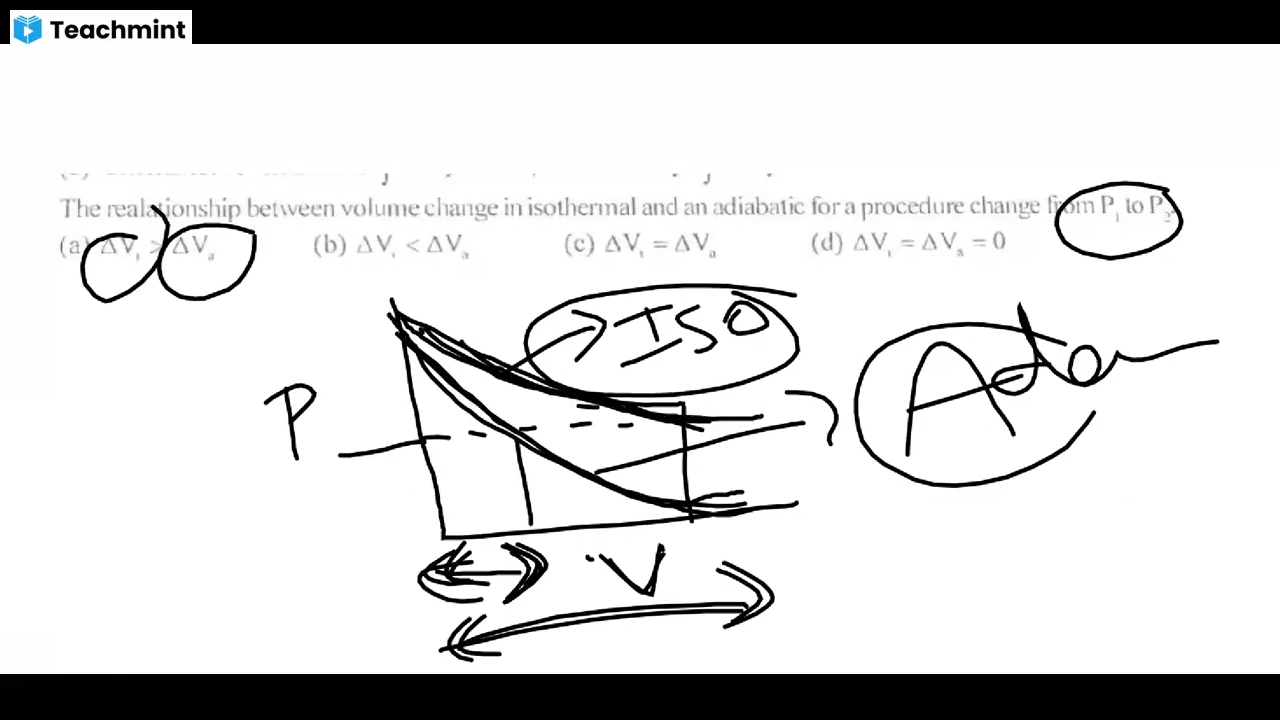 Teachmint
The realationship between volume change in isothermal and an adiabatic for a procedure change from P₁ to P₂
(a) ΔVᵢ > ΔVₐ (b) ΔVᵢ < ΔVₐ (c) ΔVᵢ = ΔVₐ (d) ΔVᵢ = ΔVₐ = 0
ISO
P
V